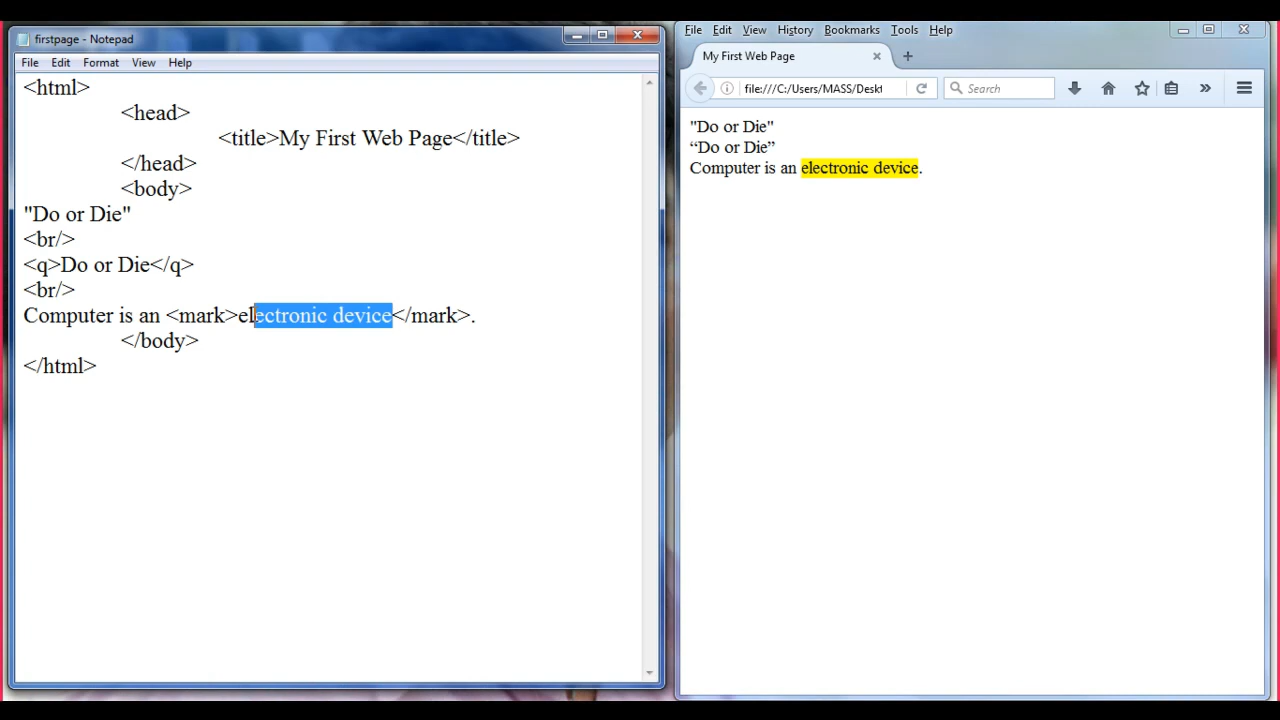 firstpage - Notepad
File Edit Format View Help
<html>
<head>
<title>My First Web Page</title>
</head>
<body>
"Do or Die"
<br/>
<q>Do or Die</q>
<br/>
Computer is an <mark>electronic device</mark>.
</body>
</html>
File Edit View History Bookmarks Tools Help
My First Web Page
file:///C:/Users/MASS/Deskt
Search
"Do or Die"
“Do or Die”
Computer is an electronic device.